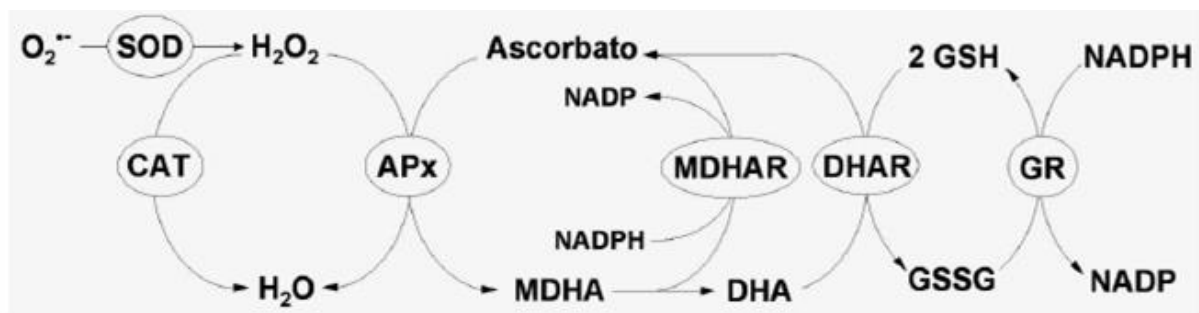 O₂•- SOD H₂O₂ Ascorbato 2 GSH NADPH
NADP
CAT APx MDHAR DHAR GR
NADPH
H₂O MDHA DHA GSSG NADP